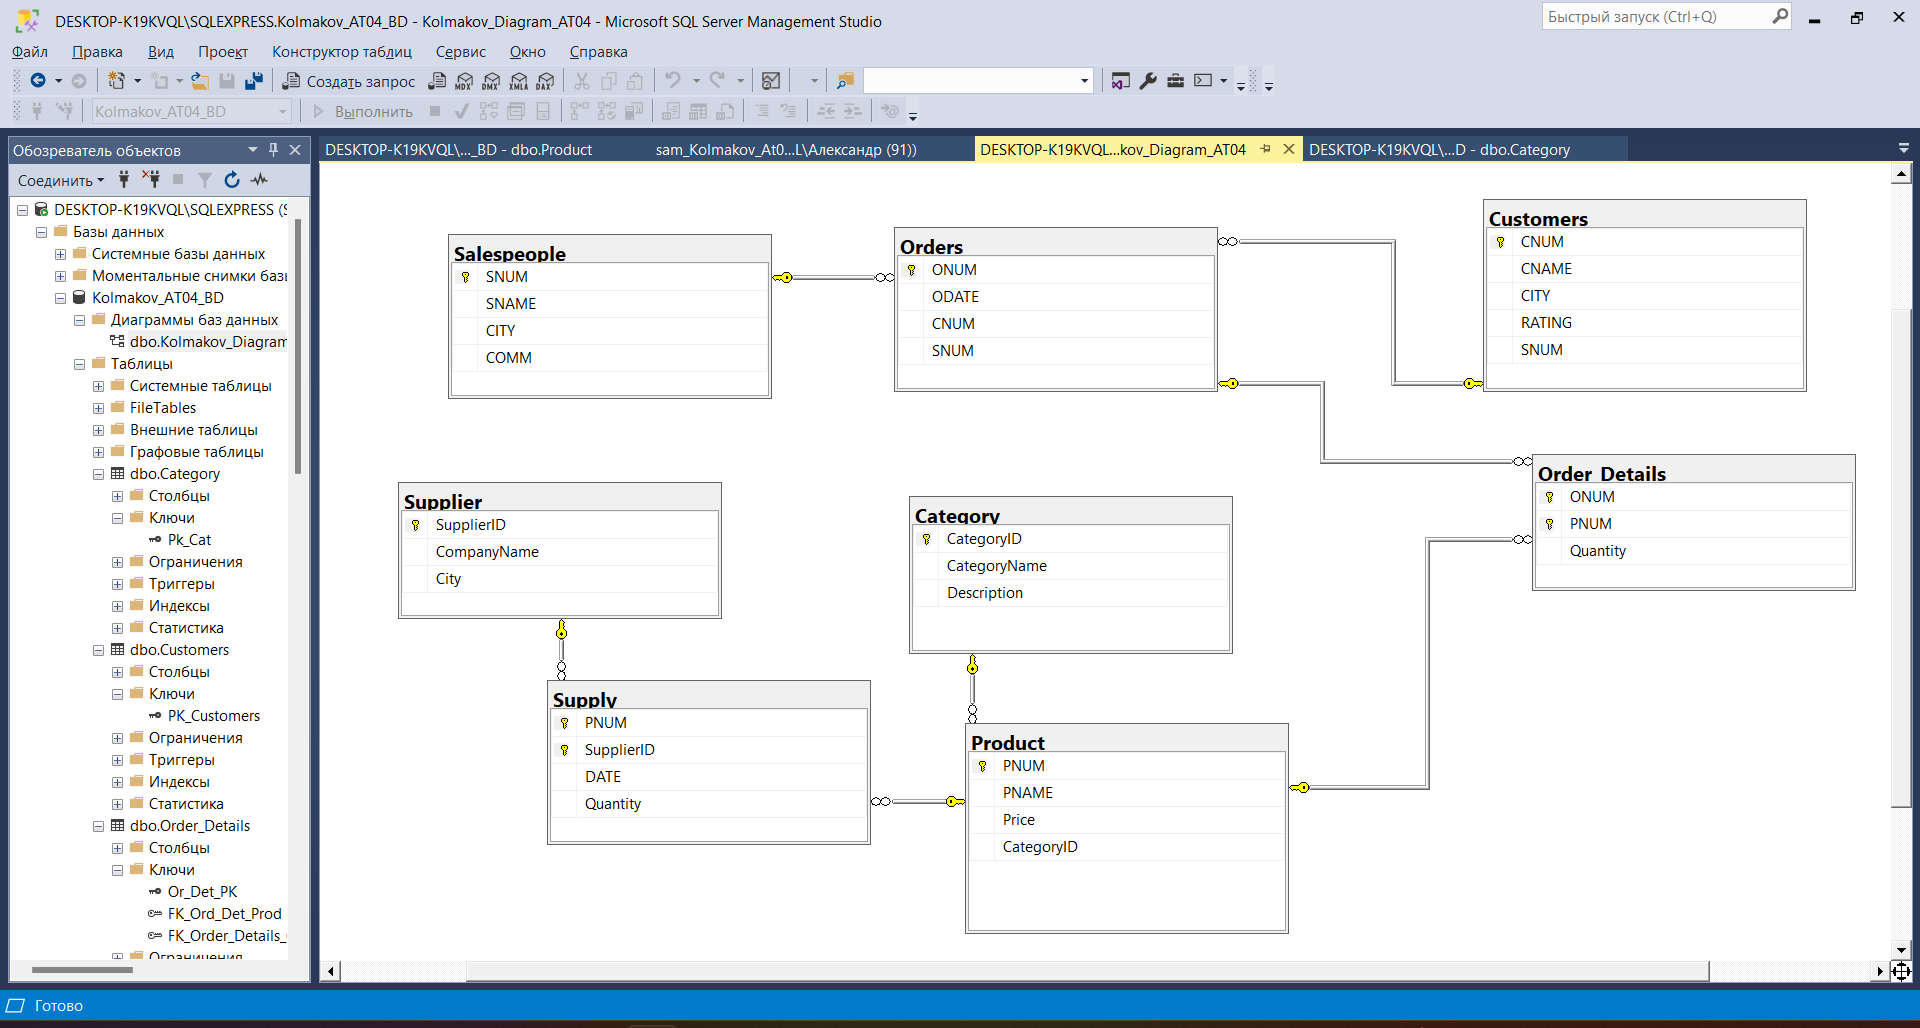 DESKTOP-K19KVQL\SQLEXPRESS.Kolmakov_AT04_BD - Kolmakov_Diagram_AT04 - Microsoft SQL Server Management Studio
Быстрый запуск (Ctrl+Q)
Файл Правка Вид Проект Конструктор таблиц Сервис Окно Справка
Создать запрос MDX DMX XMLA DAX
Kolmakov_AT04_BD Выполнить
Обозреватель объектов
Соединить
DESKTOP-K19KVQL\SQLEXPRESS (S
Базы данных
Системные базы данных
Моментальные снимки баз
Kolmakov_AT04_BD
Диаграммы баз данных
dbo.Kolmakov_Diagram
Таблицы
Системные таблицы
FileTables
Внешние таблицы
Графовые таблицы
dbo.Category
Столбцы
Ключи
Pk_Cat
Ограничения
Триггеры
Индексы
Статистика
dbo.Customers
Столбцы
Ключи
PK_Customers
Ограничения
Триггеры
Индексы
Статистика
dbo.Order_Details
Столбцы
Ключи
Or_Det_PK
FK_Ord_Det_Prod
FK_Order_Details_
Ограничения
DESKTOP-K19KVQL\..._BD - dbo.Product
sam_Kolmakov_At0...L\Александр (91))
DESKTOP-K19KVQL...kov_Diagram_AT04
DESKTOP-K19KVQL\...D - dbo.Category
Salespeople
SNUM
SNAME
CITY
COMM
Orders
ONUM
ODATE
CNUM
SNUM
Customers
CNUM
CNAME
CITY
RATING
SNUM
Supplier
SupplierID
CompanyName
City
Category
CategoryID
CategoryName
Description
Order_Details
ONUM
PNUM
Quantity
Supply
PNUM
SupplierID
DATE
Quantity
Product
PNUM
PNAME
Price
CategoryID
Готово